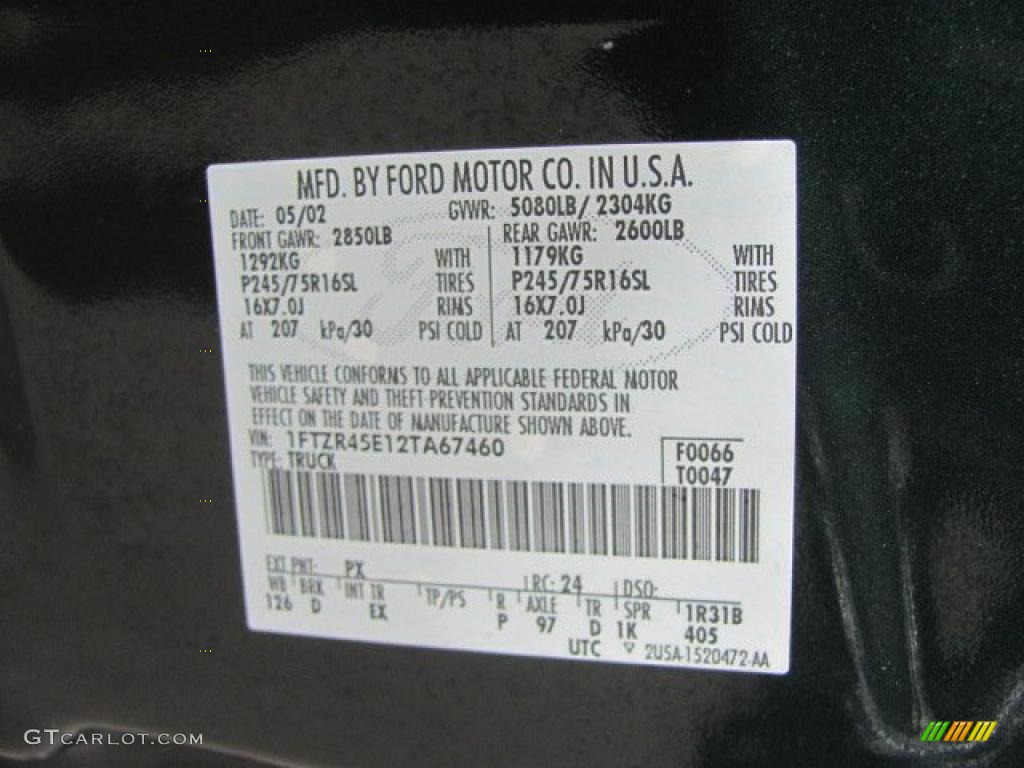 MFD. BY FORD MOTOR CO. IN U.S.A.
DATE: 05/02 GVWR: 5080LB/ 2304KG
FRONT GAWR: 2850LB REAR GAWR: 2600LB
1292KG WITH 1179KG WITH
P245/75R16SL TIRES P245/75R16SL TIRES
16X7.0J RIMS 16X7.0J RIMS
AT 207 kPa/30 PSI COLD AT 207 kPa/30 PSI COLD
THIS VEHICLE CONFORMS TO ALL APPLICABLE FEDERAL MOTOR
VEHICLE SAFETY AND THEFT PREVENTION STANDARDS IN
EFFECT ON THE DATE OF MANUFACTURE SHOWN ABOVE.
VIN: 1FTZR45E12TA67460 F0066
TYPE: TRUCK T0047
EXT PNT: PX RC: 24 DSO:
WB BRK INT TR TP/PS R AXLE TR SPR 1R31B
126 D EX P 97 D 1K 405
UTC ▽ 2U5A-1520472-AA
GTCARLOT.COM